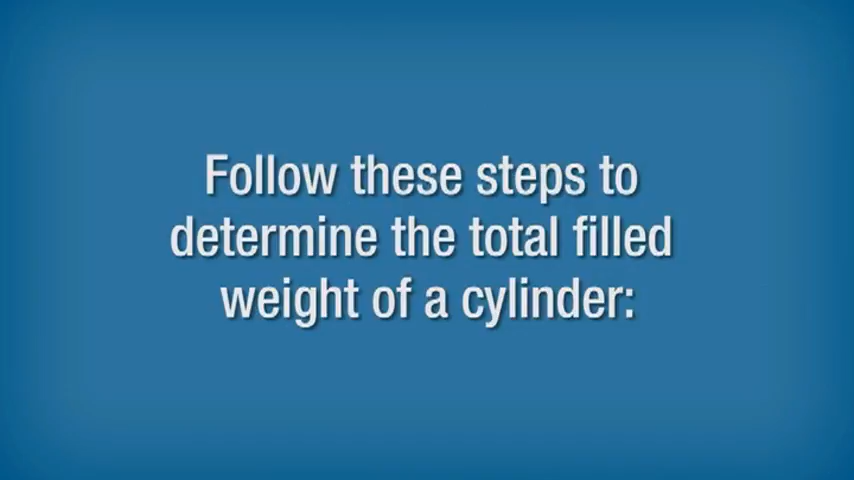 Follow these steps to
determine the total filled
weight of a cylinder: